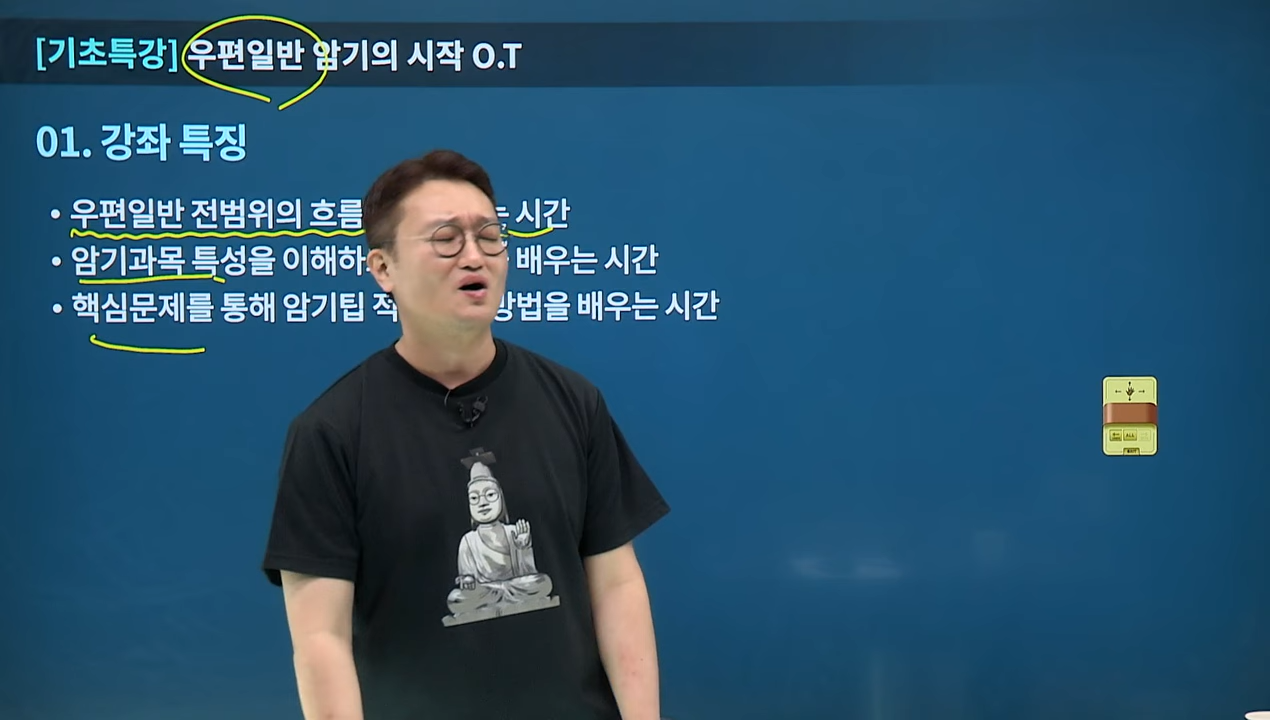 [기초특강] 우편일반 암기의 시작 O.T
01. 강좌 특징
• 우편일반 전범위의 흐름 는 시간
• 암기과목 특성을 이해하 배우는 시간
• 핵심문제를 통해 암기팁 적 방법을 배우는 시간
ALL